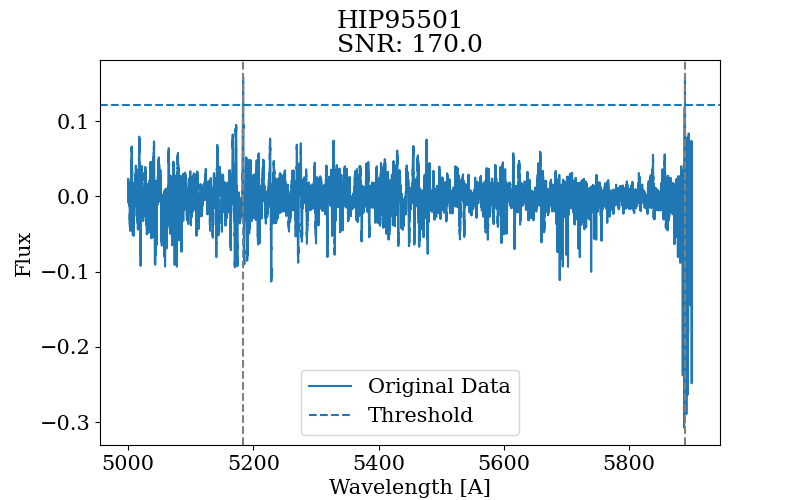 HIP95501
SNR: 170.0
0.1
0.0
−0.1
−0.2
−0.3
Flux
Original Data
Threshold
5000 5200 5400 5600 5800
Wavelength [A]